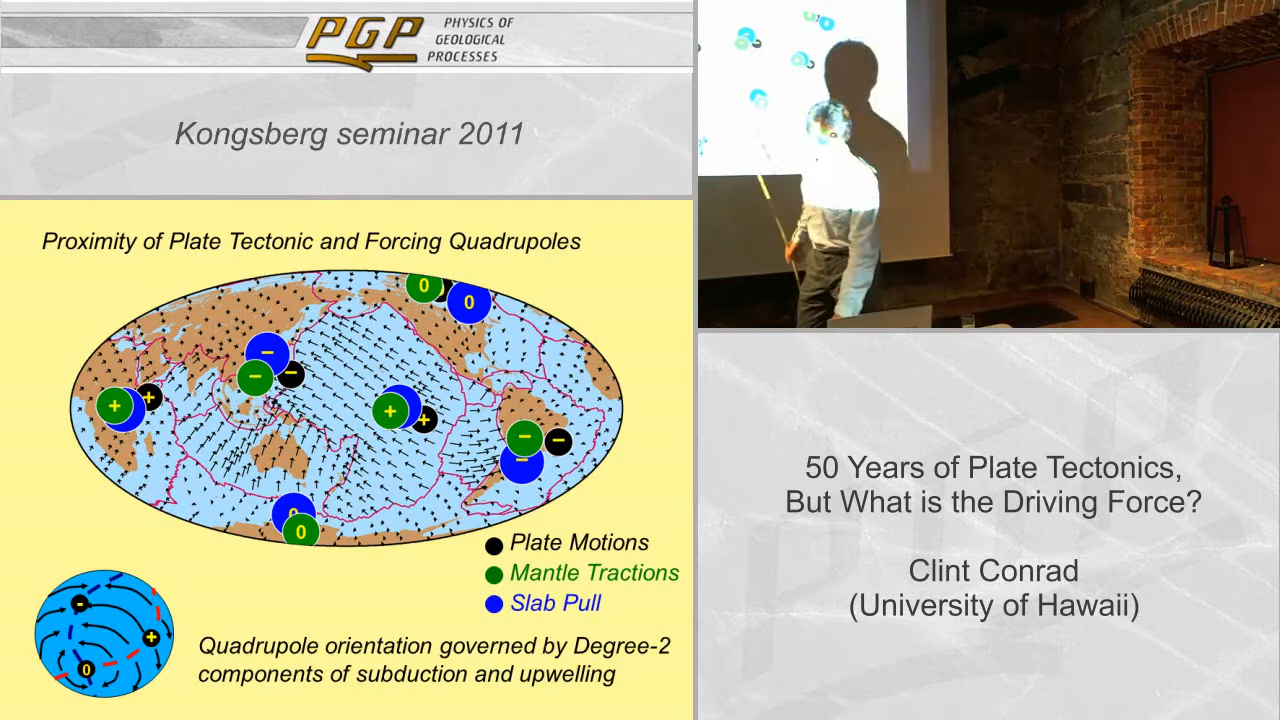 PGP
PHYSICS OF
GEOLOGICAL
PROCESSES
Kongsberg seminar 2011
Proximity of Plate Tectonic and Forcing Quadrupoles
0
0
−
−
−
+
+
+
+
−
−
−
0
0
Plate Motions
Mantle Tractions
Slab Pull
-
+
0
Quadrupole orientation governed by Degree-2
components of subduction and upwelling
50 Years of Plate Tectonics,
But What is the Driving Force?
Clint Conrad
(University of Hawaii)